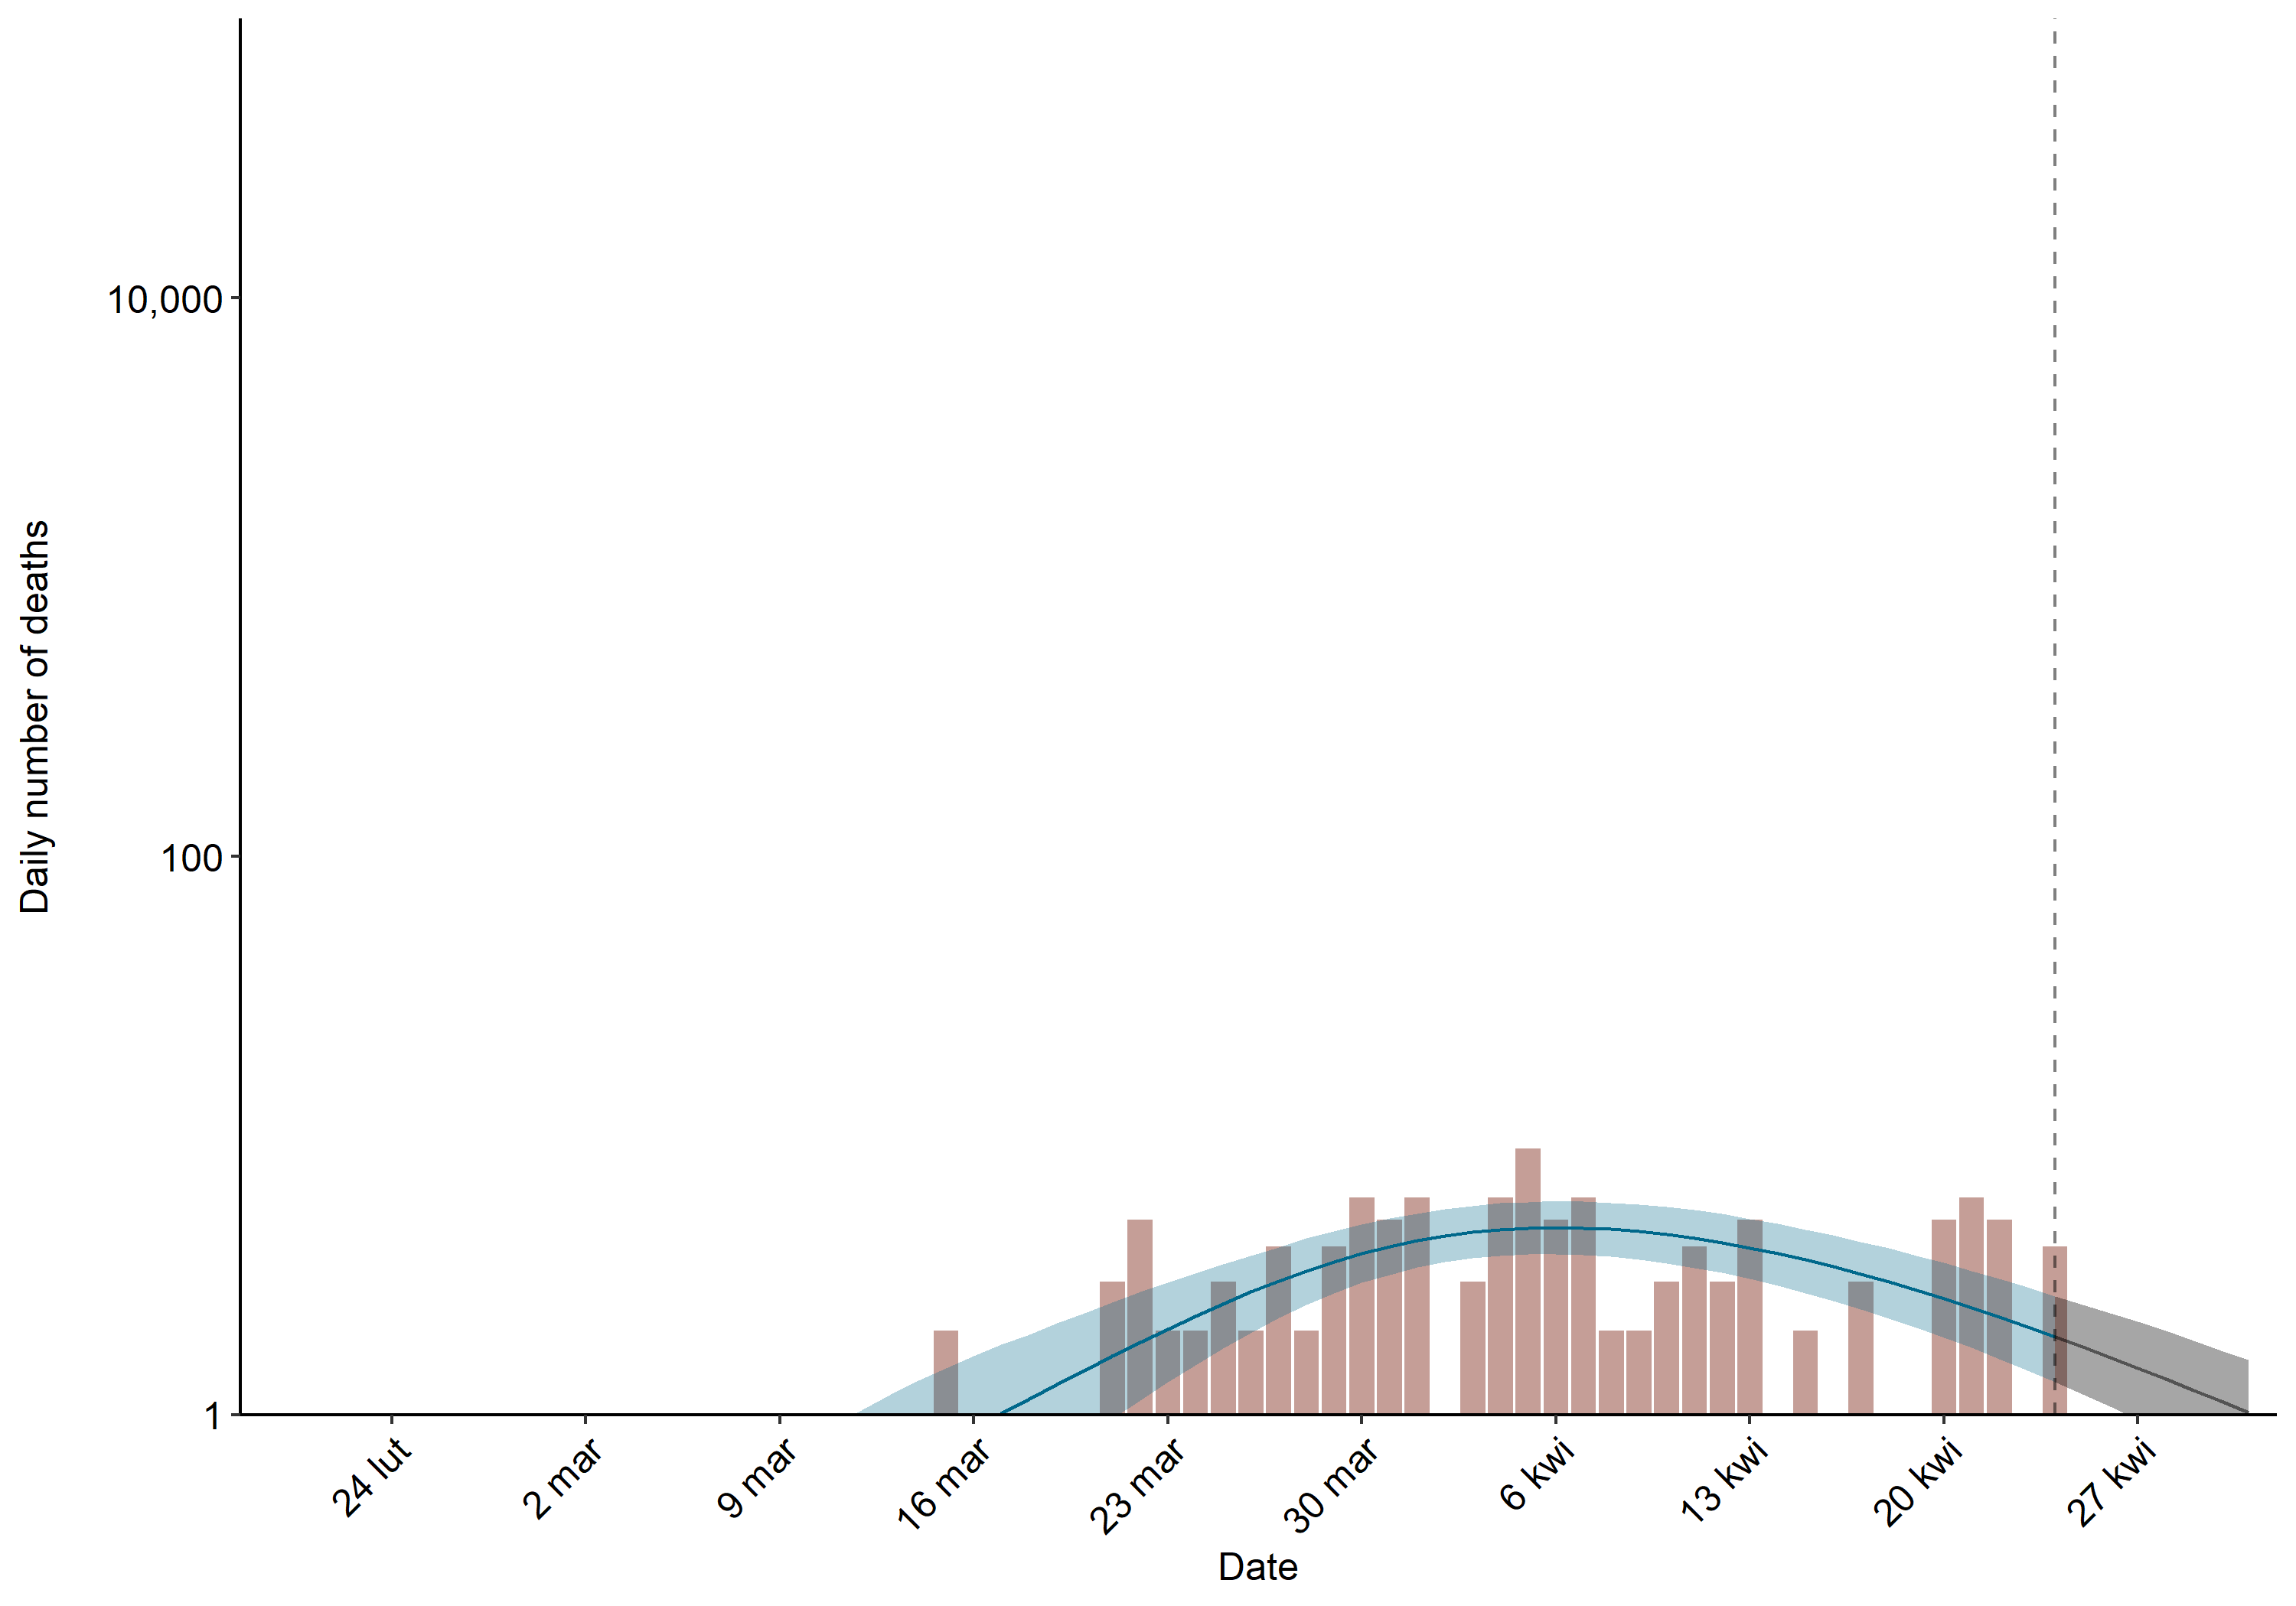 Daily number of deaths
10,000
100
1
24 lut
2 mar
9 mar
16 mar
23 mar
30 mar
6 kwi
13 kwi
20 kwi
27 kwi
Date